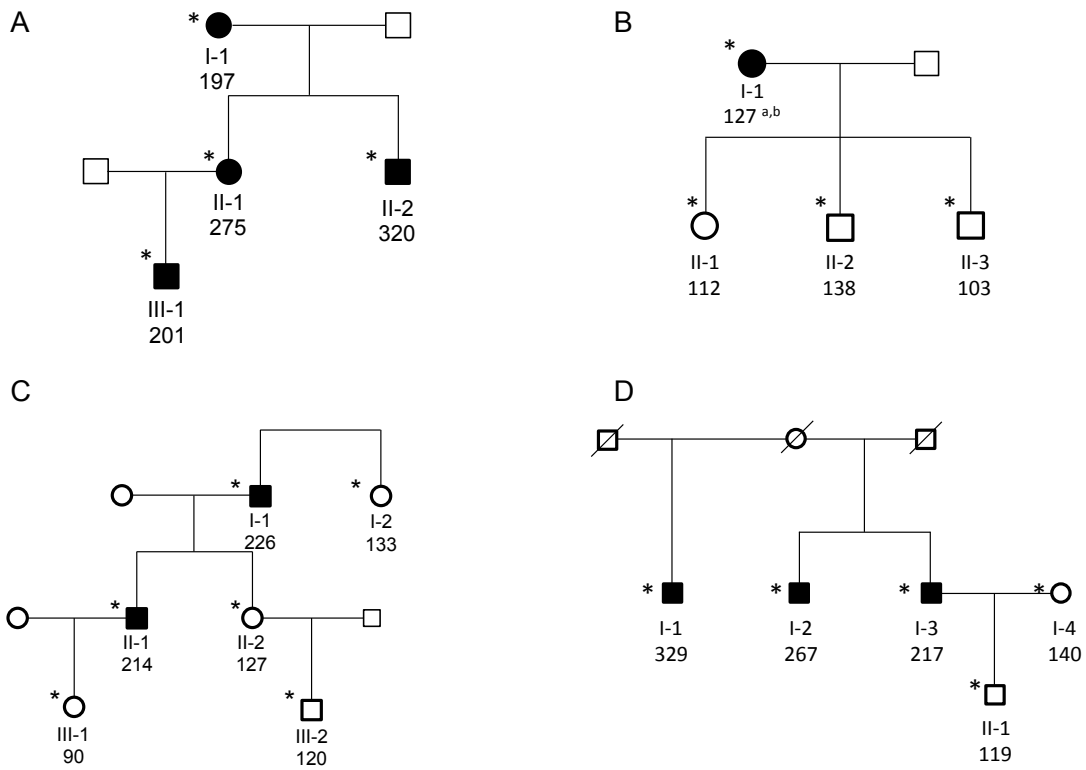 A
*
I-1
197
*
II-1
275
*
II-2
320
*
III-1
201
B
*
I-1
127 a,b
*
II-1
112
*
II-2
138
*
II-3
103
C
*
I-1
226
*
I-2
133
*
II-1
214
*
II-2
127
*
III-1
90
*
III-2
120
D
*
I-1
329
*
I-2
267
*
I-3
217
*
I-4
140
*
II-1
119